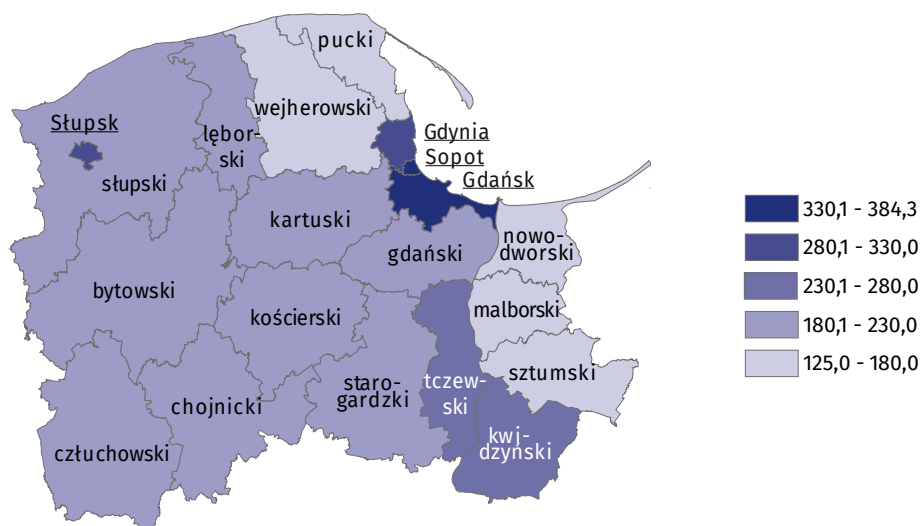 pucki
wejherowski
Słupsk
lębor-
ski
Gdynia
Sopot
Gdańsk
słupski
kartuski
gdański
nowo-
dworski
bytowski
kościerski
malborski
sztumski
staro-
gardzki
tczew-
ski
chojnicki
człuchowski
kwi-
dzyński
330,1 - 384,3
280,1 - 330,0
230,1 - 280,0
180,1 - 230,0
125,0 - 180,0